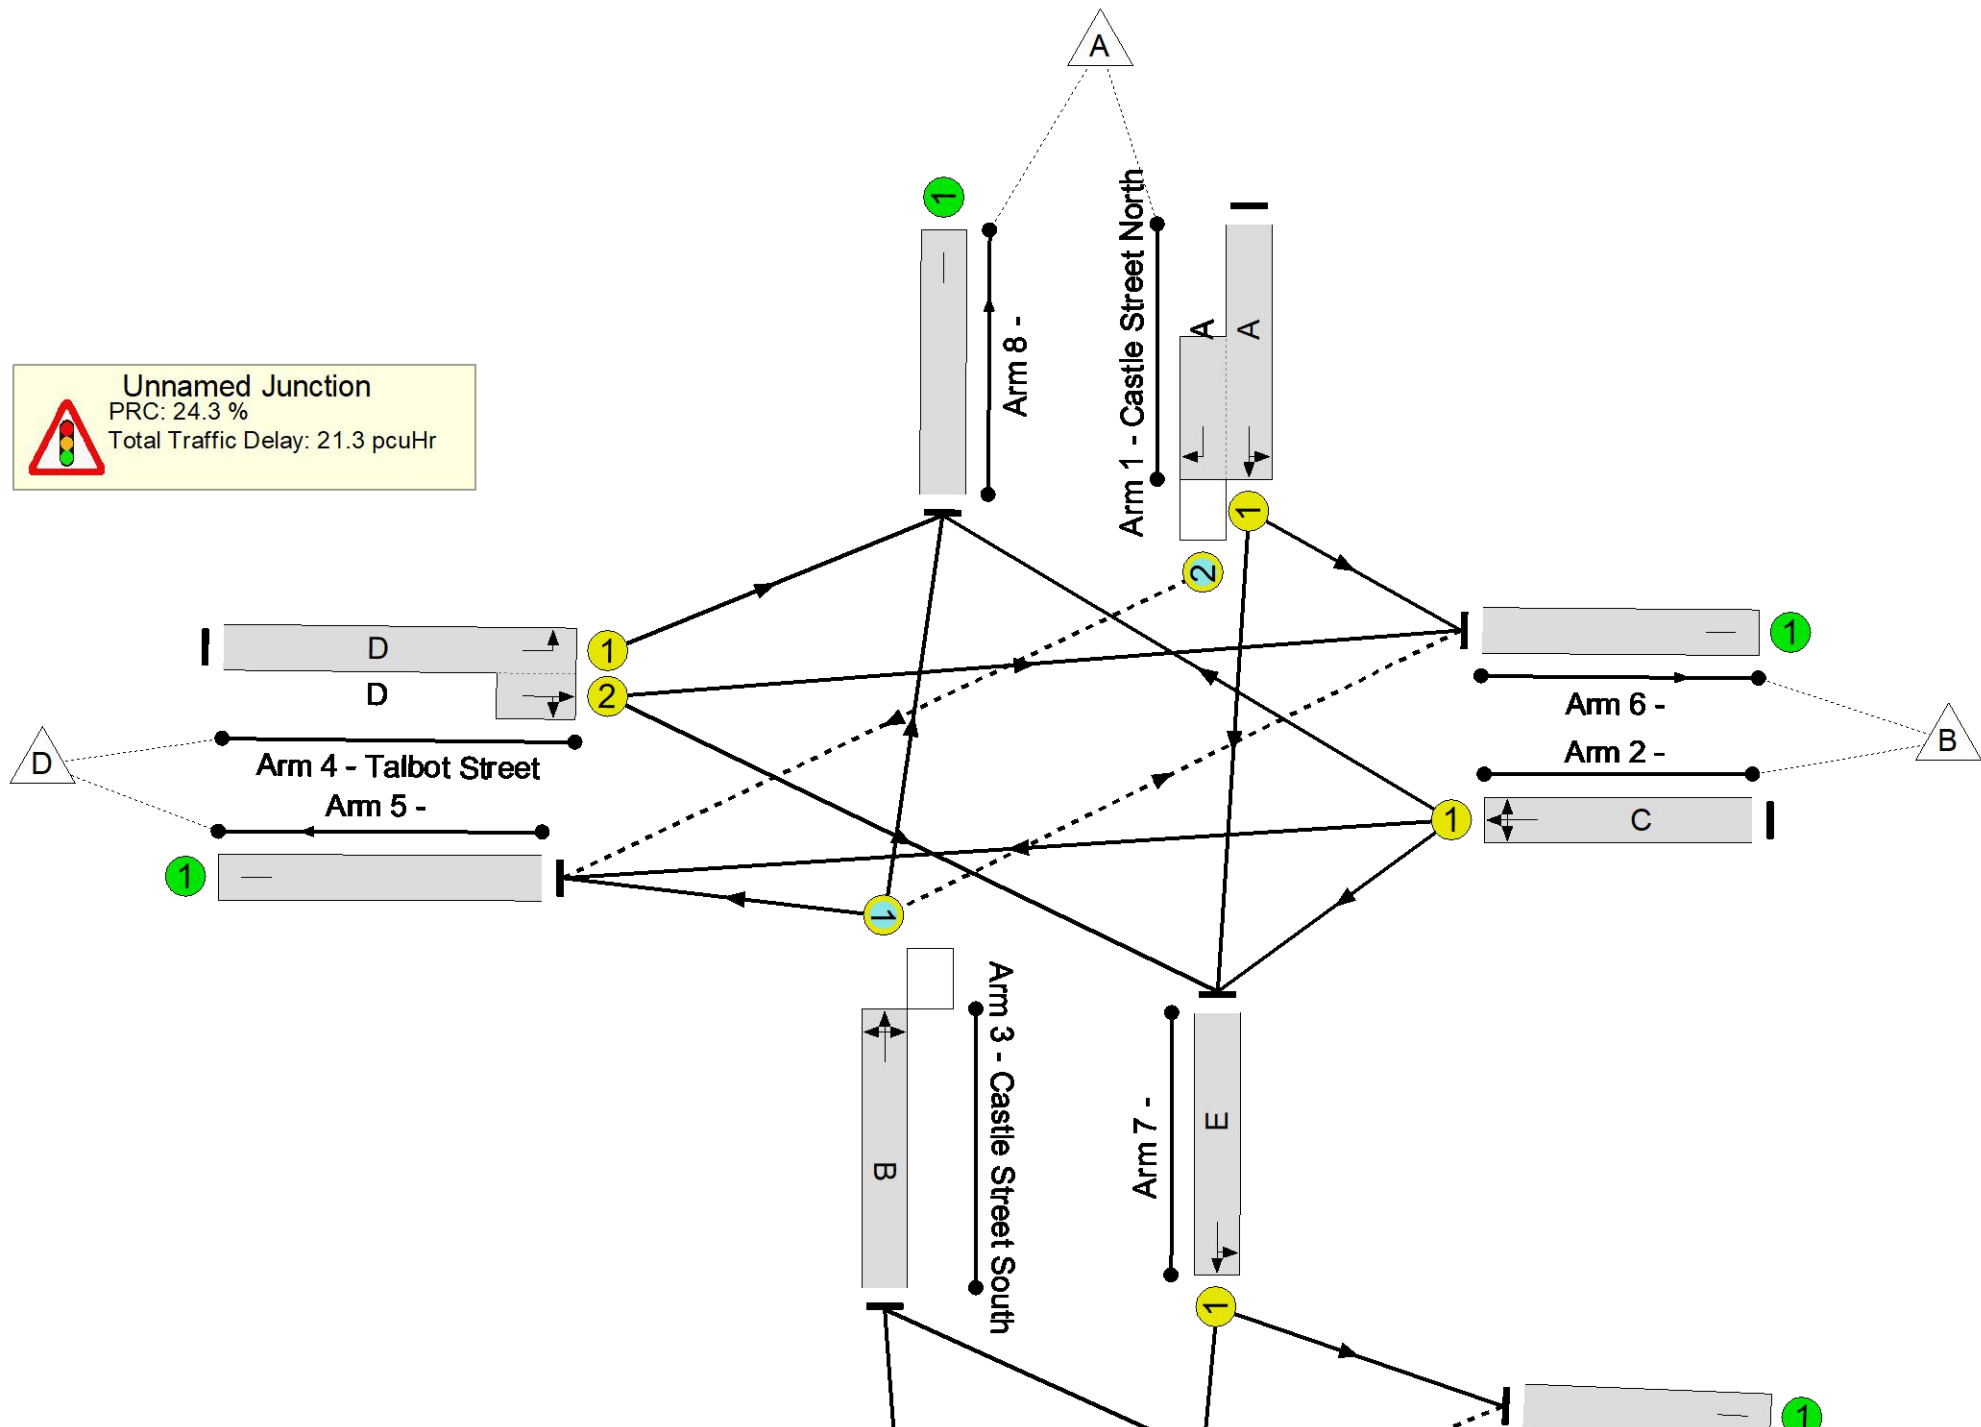 A
1
Arm 8 -
Arm 1 - Castle Street North
A
A
1
2
Unnamed Junction
PRC: 24.3 %
Total Traffic Delay: 21.3 pcuHr
D
D
1
2
Arm 4 - Talbot Street
Arm 5 -
D
1
1
Arm 6 -
Arm 2 -
B
1
C
1
Arm 3 - Castle Street South
B
Arm 7 -
E
1
1